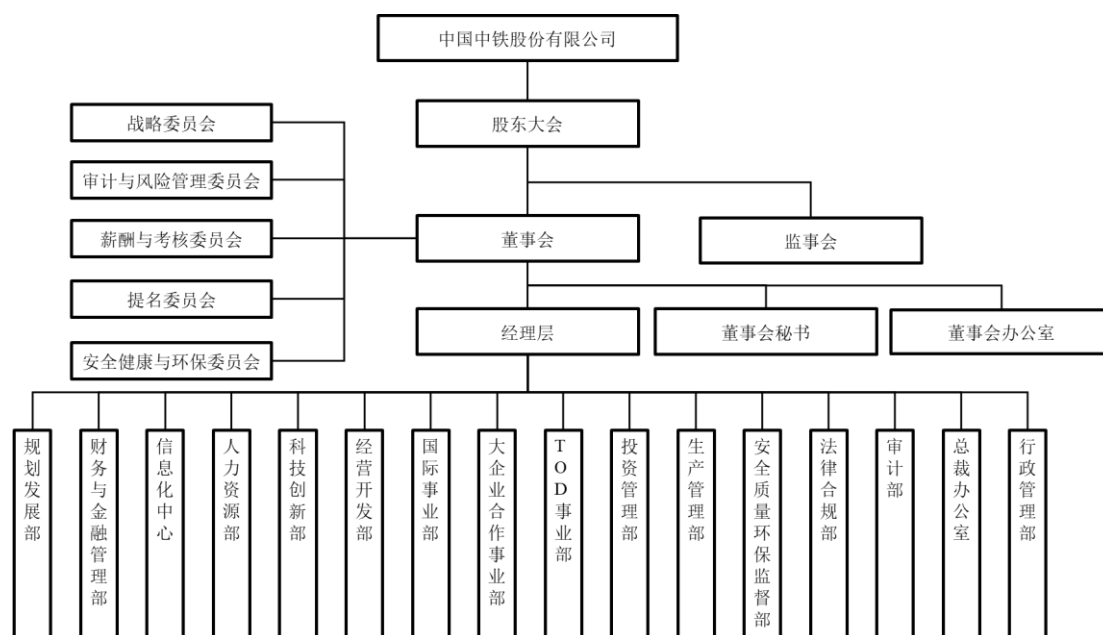 中国中铁股份有限公司
股东大会
战略委员会
审计与风险管理委员会
薪酬与考核委员会
提名委员会
安全健康与环保委员会
董事会
监事会
经理层
董事会秘书
董事会办公室
规划发展部
财务与金融管理部
信息化中心
人力资源部
科技创新部
经营开发部
国际事业部
大企业合作事业部
TOD事业部
投资管理部
生产管理部
安全质量环保监督部
法律合规部
审计部
总裁办公室
行政管理部